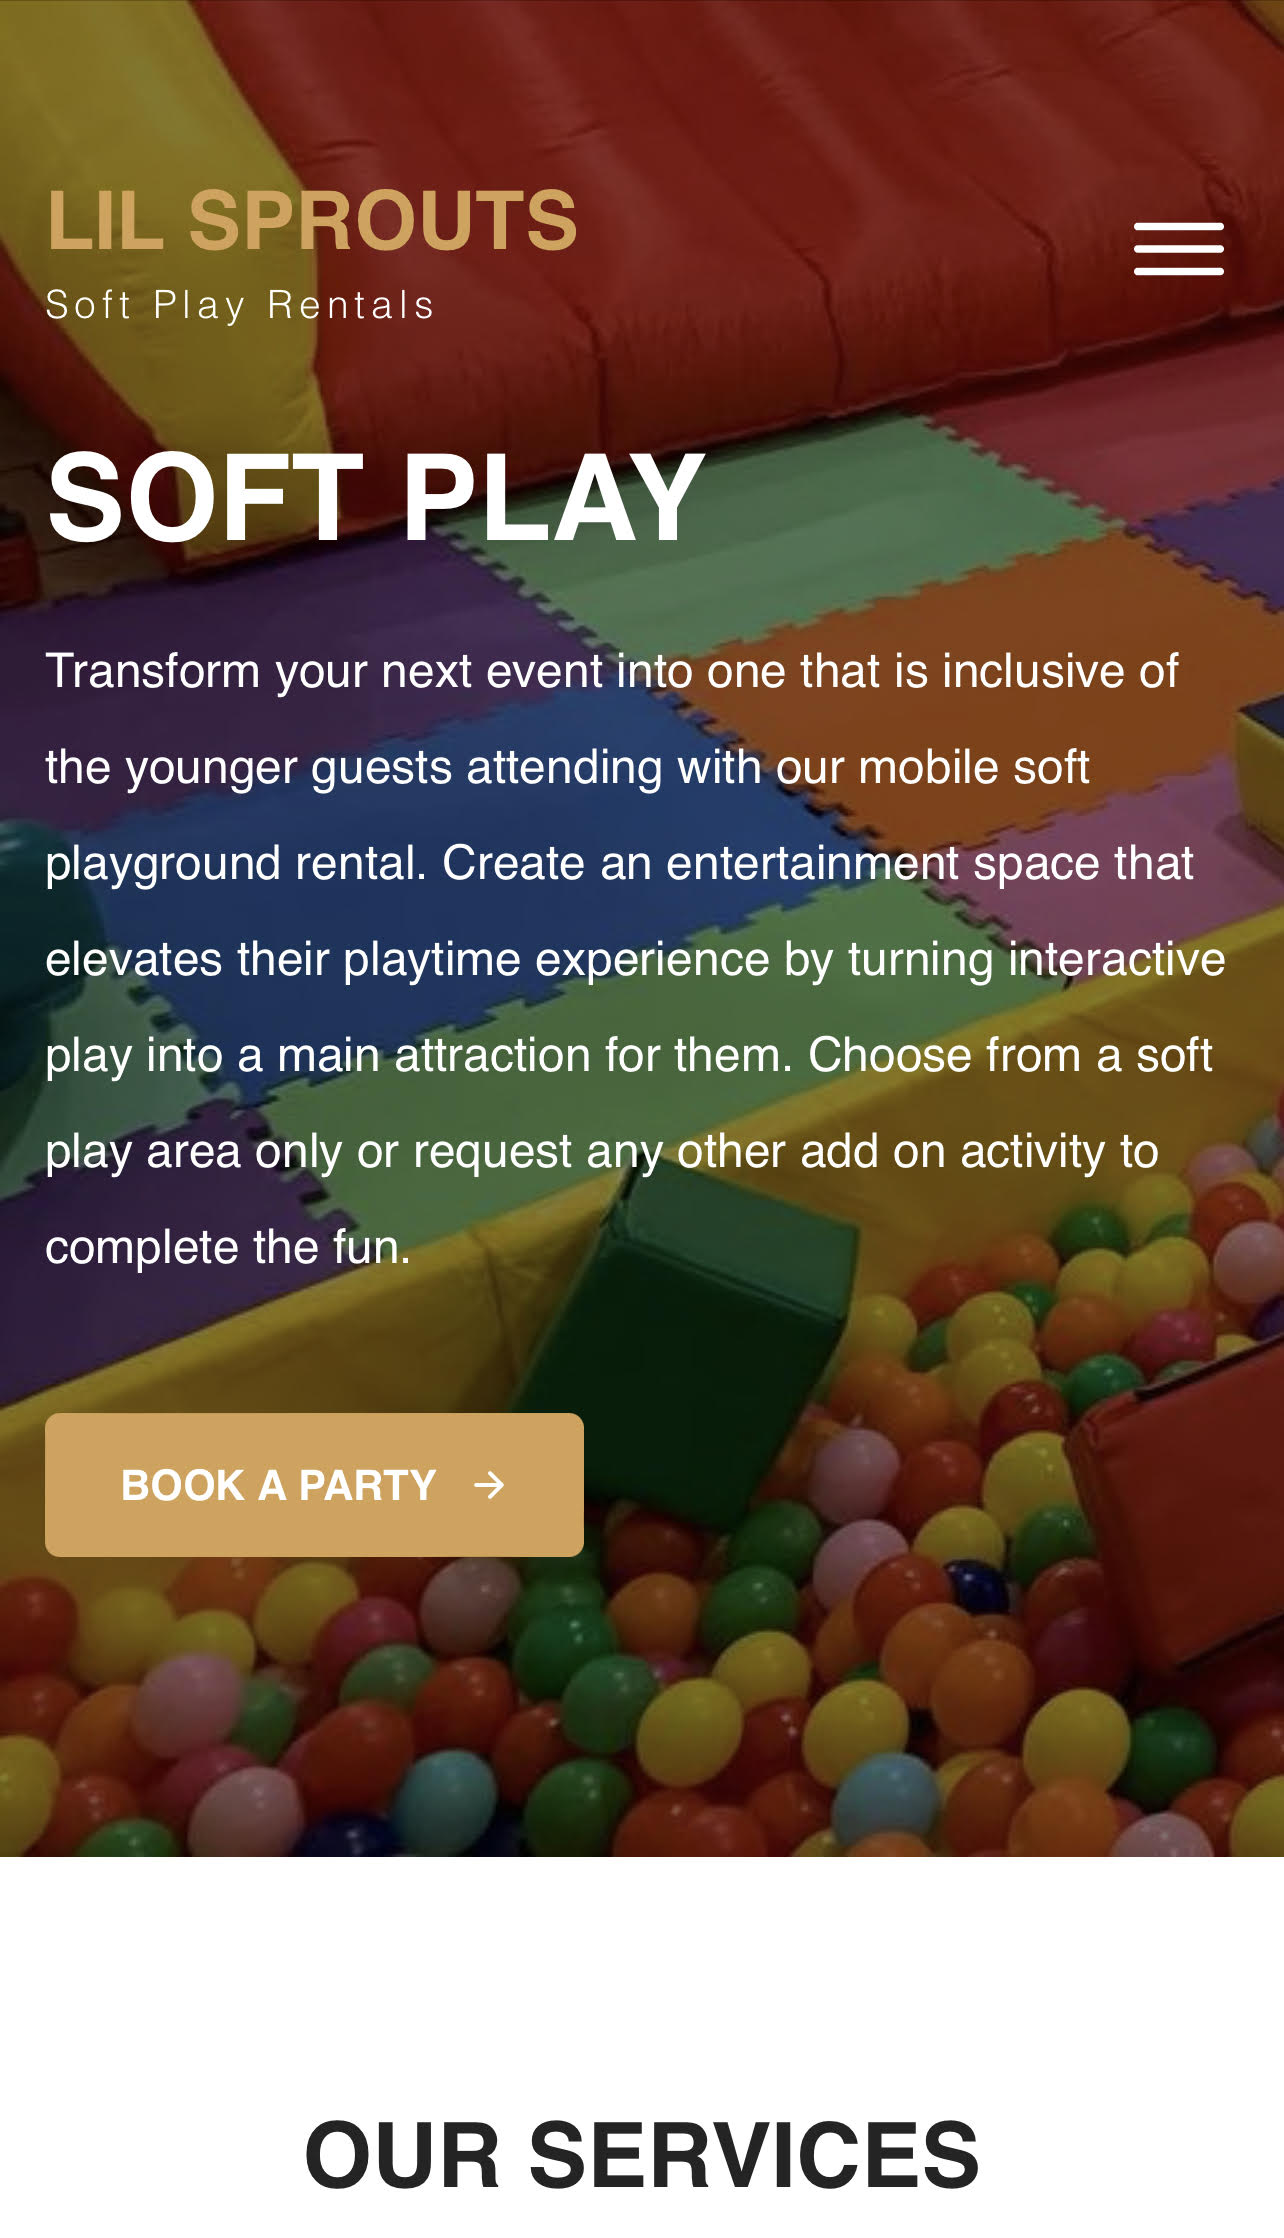 LIL SPROUTS
Soft Play Rentals
SOFT PLAY
Transform your next event into one that is inclusive of
the younger guests attending with our mobile soft
playground rental. Create an entertainment space that
elevates their playtime experience by turning interactive
play into a main attraction for them. Choose from a soft
play area only or request any other add on activity to
complete the fun.
BOOK A PARTY →
OUR SERVICES